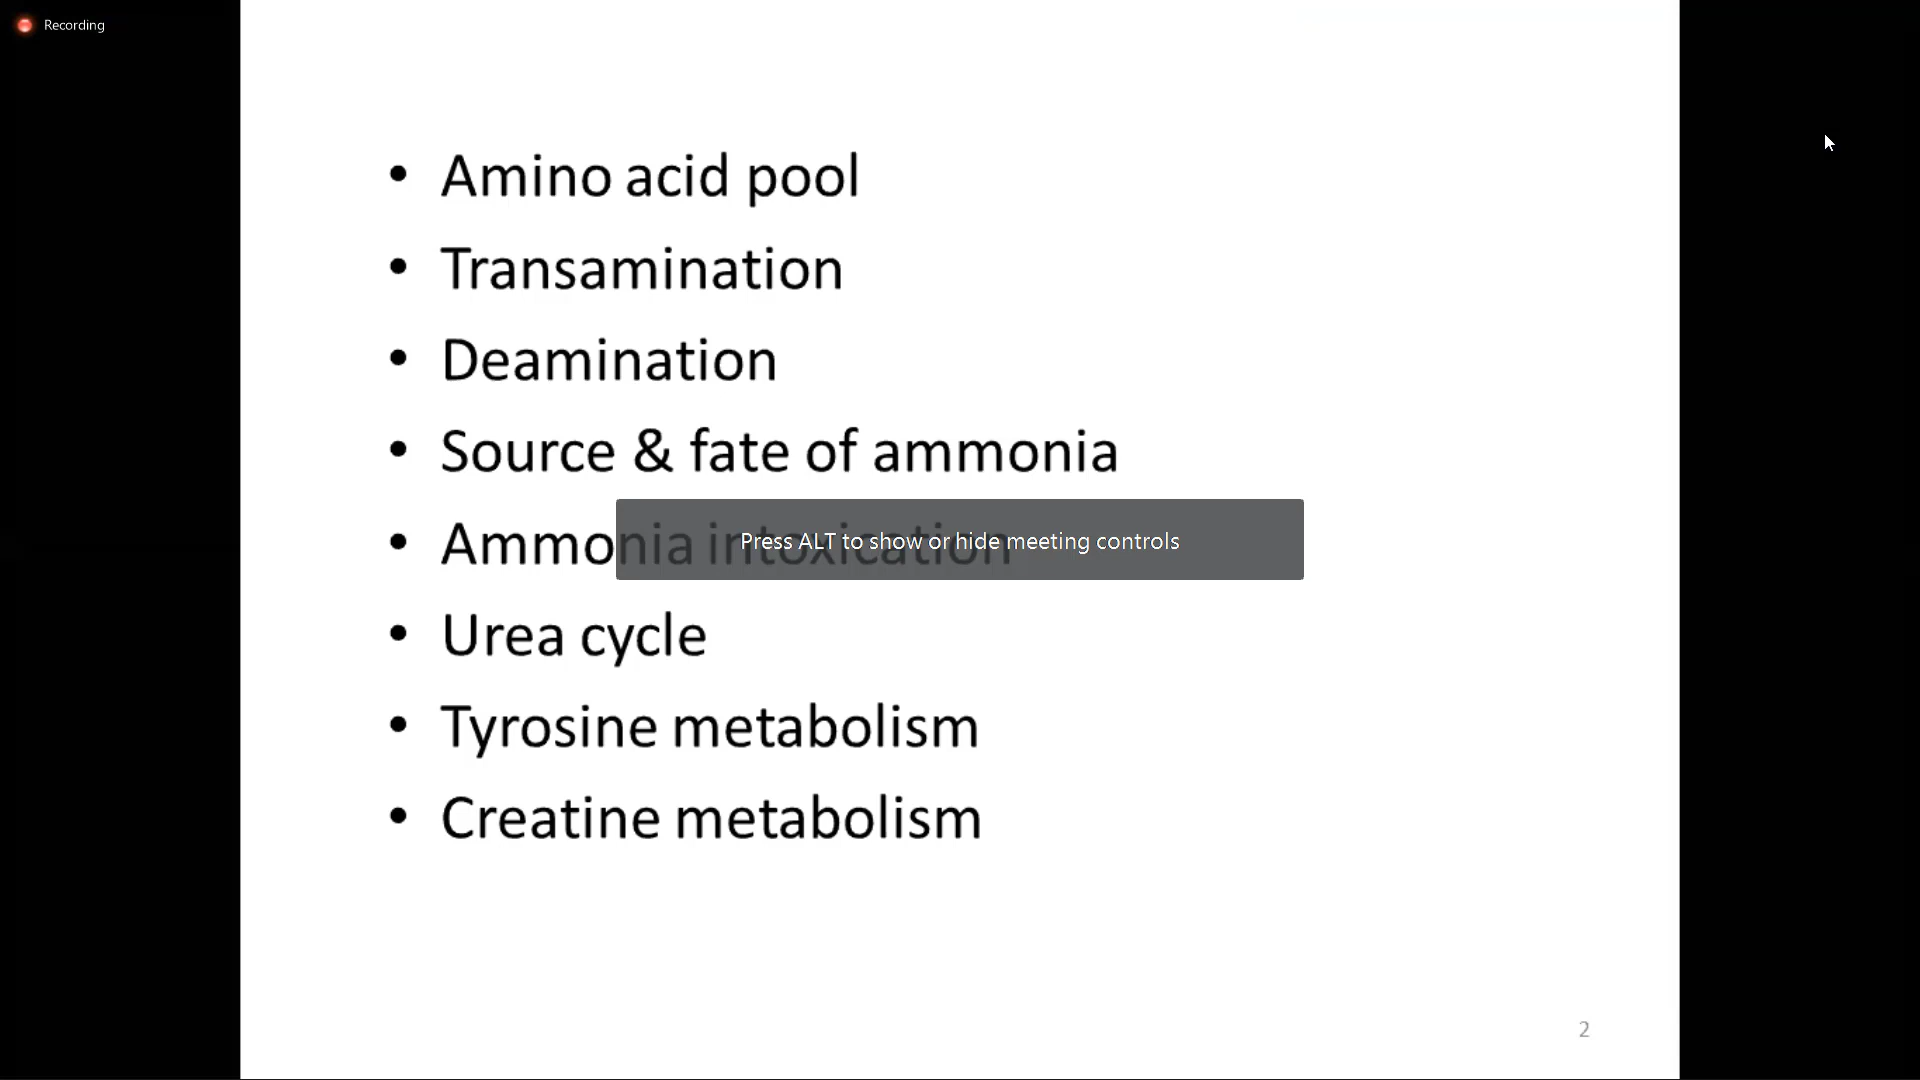 Recording
• Amino acid pool
• Transamination
• Deamination
• Source & fate of ammonia
• Ammonia intoxication
Press ALT to show or hide meeting controls
• Urea cycle
• Tyrosine metabolism
• Creatine metabolism
2